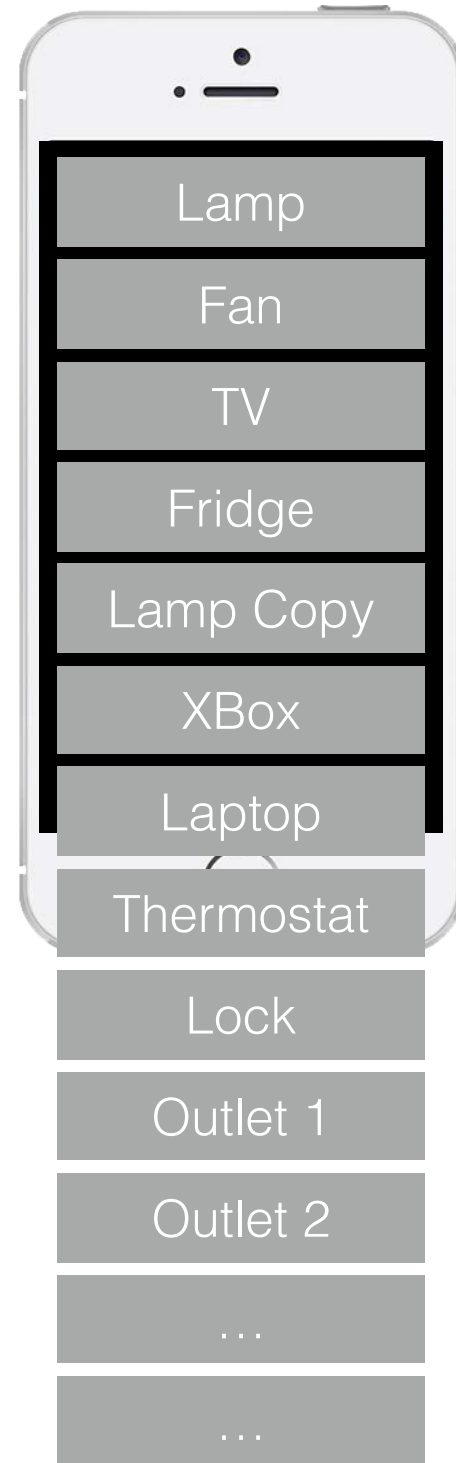 Lamp
Fan
TV
Fridge
Lamp Copy
XBox
Laptop
Thermostat
Lock
Outlet 1
Outlet 2
...
...